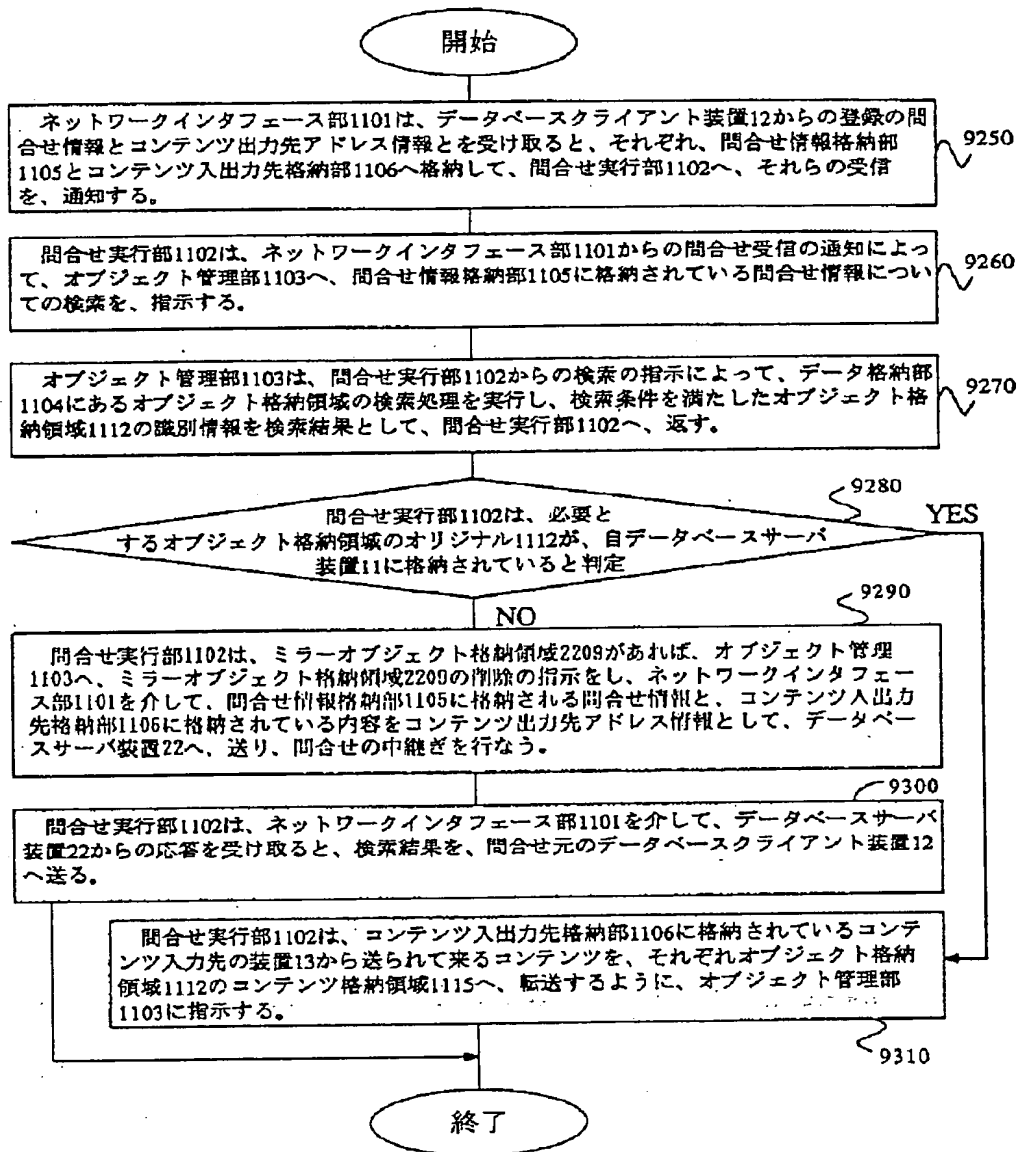 開始
ネットワークインタフェース部1101は、データベースクライアント装置12からの登録の問
合せ情報とコンテンツ出力先アドレス情報とを受け取ると、それぞれ、問合せ情報格納部
1105とコンテンツ入出力先格納部1106へ格納して、問合せ実行部1102へ、それらの受信
を、通知する。
9250
問合せ実行部1102は、ネットワークインタフェース部1101からの問合せ受信の通知によっ
て、オブジェクト管理部1103へ、問合せ情報格納部1105に格納されている問合せ情報につい
ての検索を、指示する。
9260
オブジェクト管理部1103は、問合せ実行部1102からの検索の指示によって、データ格納部
1104にあるオブジェクト格納領域の検索処理を実行し、検索条件を満たしたオブジェクト格
納領域1112の識別情報を検索結果として、問合せ実行部1102へ、返す。
9270
9280
YES
問合せ実行部1102は、必要と
するオブジェクト格納領域のオリジナル1112が、自データベースサーバ
装置11に格納されていると判定
NO
9290
問合せ実行部1102は、ミラーオブジェクト格納領域2209があれば、オブジェクト管理
1103へ、ミラーオブジェクト格納領域2209の削除の指示をし、ネットワークインタフェー
ス部1101を介して、問合せ情報格納部1105に格納される問合せ情報と、コンテンツ入出力
先格納部1106に格納されている内容をコンテンツ出力先アドレス情報として、データベー
スサーバ装置22へ、送り、問合せの中継ぎを行なう。
9300
問合せ実行部1102は、ネットワークインタフェース部1101を介して、データベースサーバ
装置22からの応答を受け取ると、検索結果を、問合せ元のデータベースクライアント装置12
へ送る。
問合せ実行部1102は、コンテンツ入出力先格納部1106に格納されているコンテ
ンツ入力先の装置13から送られて来るコンテンツを、それぞれオブジェクト格納
領域1112のコンテンツ格納領域1115へ、転送するように、オブジェクト管理部
1103に指示する。
9310
終了